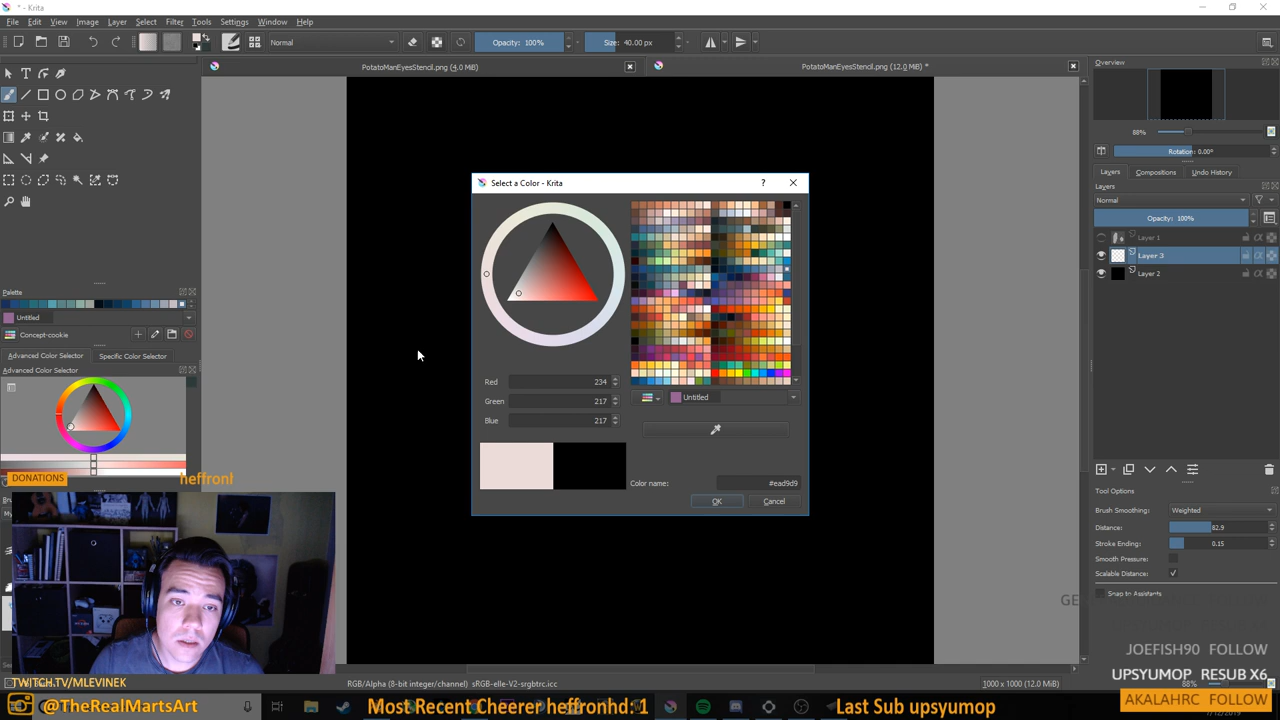 * - Krita
File Edit View Image Layer Select Filter Tools Settings Window Help
Normal
Opacity: 100%
Size: 40.00 px
PotatoManEyesStencil.png (4.0 MiB)
PotatoManEyesStencil.png (12.0 MiB) *
Overview
88%
Rotation: 0.00°
Layers Compositions Undo History
Layers
Normal
Opacity: 100%
Layer 1
Layer 3
Layer 2
Select a Color - Krita
Red 234
Green 217
Blue 217
Untitled
Color name: #ead9d9
OK Cancel
Palette
Untitled
Concept-cookie
Advanced Color Selector Specific Color Selector
Advanced Color Selector
DONATIONS
heffronl
Tool Options
Brush Smoothing: Weighted
Distance: 82.9
Stroke Ending: 0.15
Smooth Pressure:
Scalable Distance:
Snap to Assistants
GE
JOEFISH90 FOLLOW
UPSYUMOP RESUB X6
AKALAHRC FOLLOW
TWITCH.TV/MLEVINEK
RGB/Alpha (8-bit integer/channel) sRGB-elle-V2-srgbtrc.icc
1000 x 1000 (12.0 MiB)
88%
@TheRealMartsArt
Most Recent Cheerer heffronhd: 1
Last Sub upsyumop